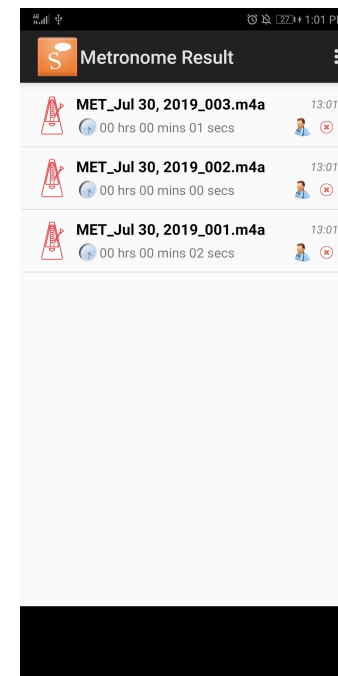 4G
27 1:01 P
S Metronome Result
MET_Jul 30, 2019_003.m4a 13:01
00 hrs 00 mins 01 secs
MET_Jul 30, 2019_002.m4a 13:01
00 hrs 00 mins 00 secs
MET_Jul 30, 2019_001.m4a 13:01
00 hrs 00 mins 02 secs